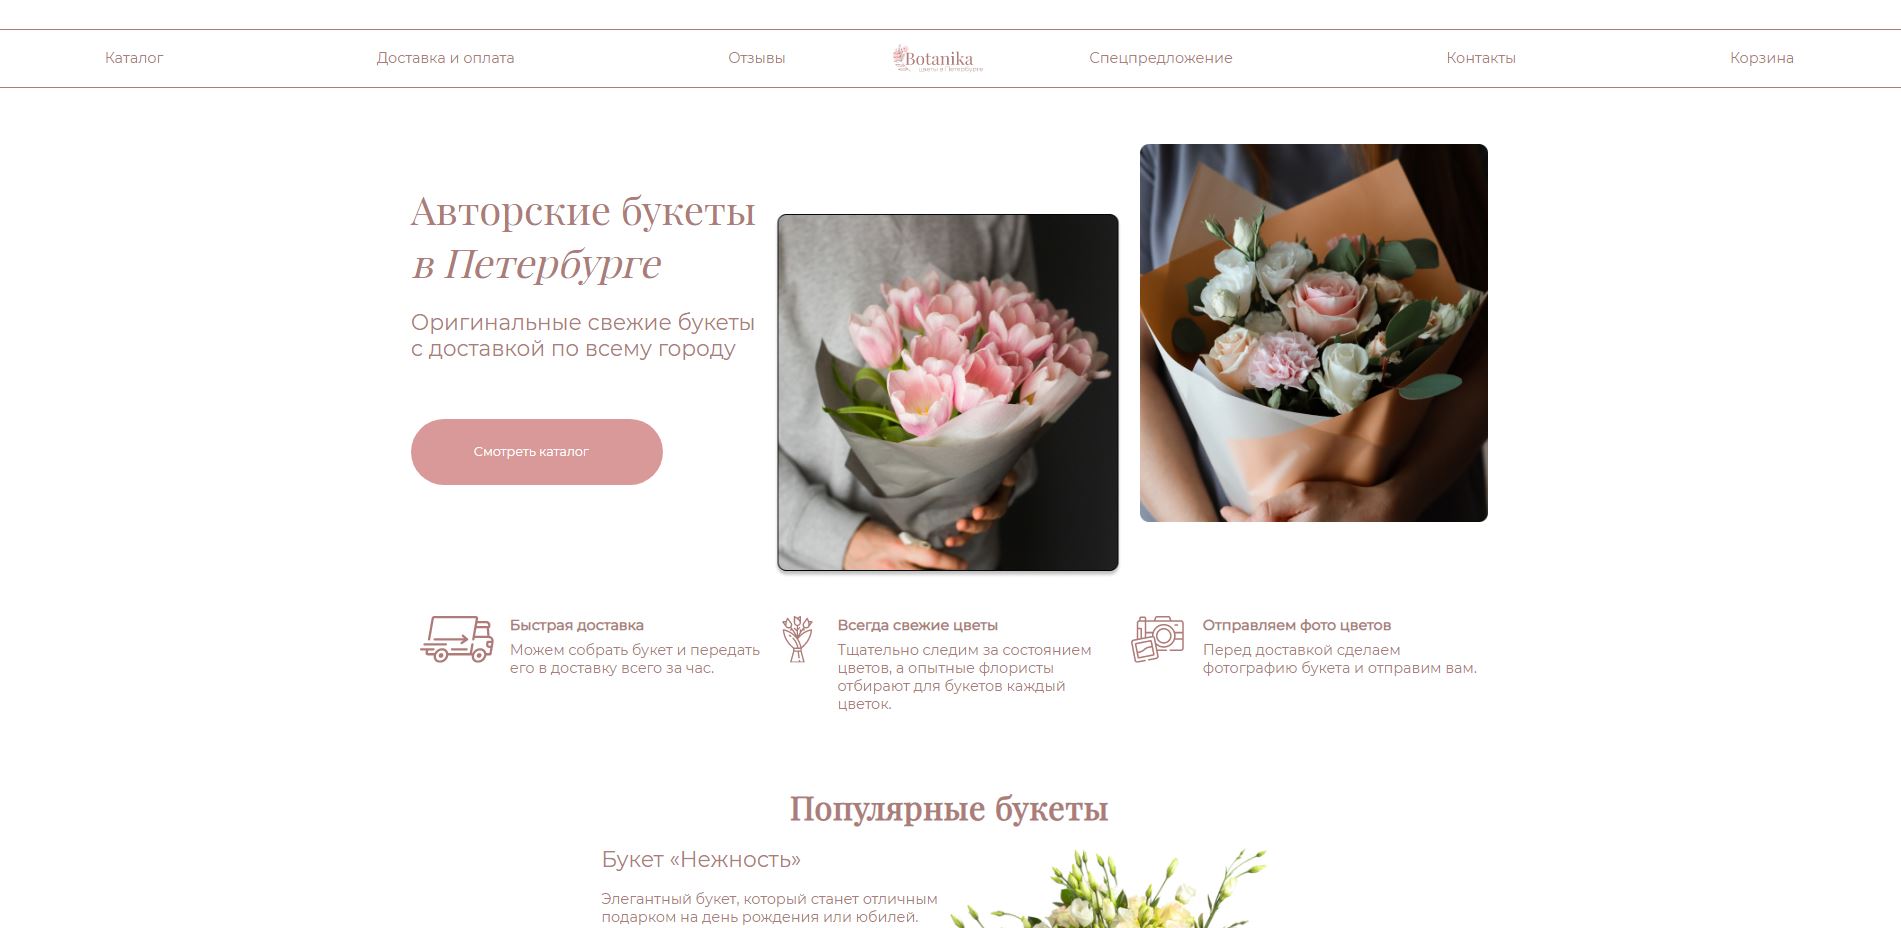 Каталог
Доставка и оплата
Отзывы
Botanika
цветы в Петербурге
Спецпредложение
Контакты
Корзина
Авторские букеты
в Петербурге
Оригинальные свежие букеты
с доставкой по всему городу
Смотреть каталог
Быстрая доставка
Можем собрать букет и передать
его в доставку всего за час.
Всегда свежие цветы
Тщательно следим за состоянием
цветов, а опытные флористы
отбирают для букетов каждый
цветок.
Отправляем фото цветов
Перед доставкой сделаем
фотографию букета и отправим вам.
Популярные букеты
Букет «Нежность»
Элегантный букет, который станет отличным
подарком на день рождения или юбилей.